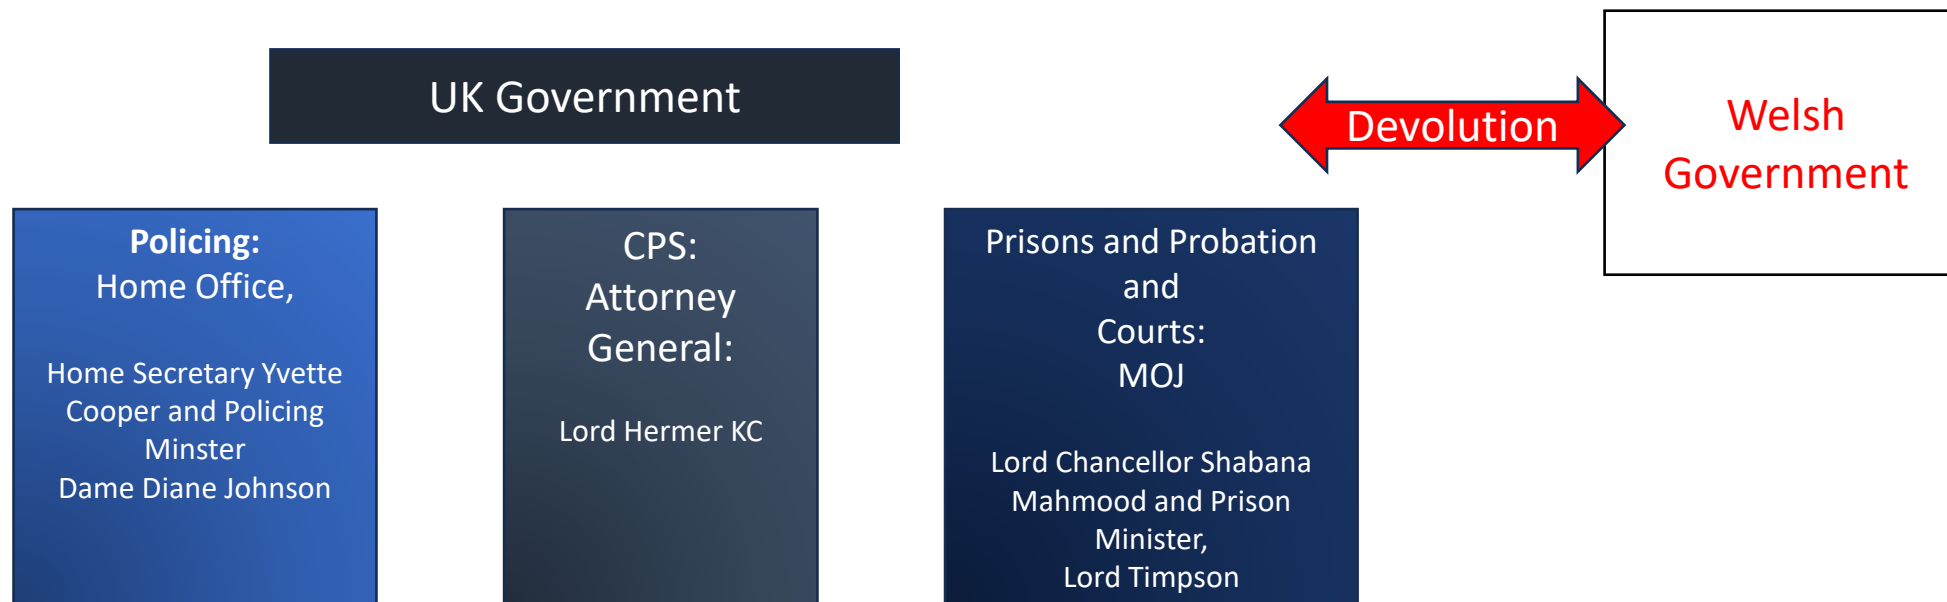 UK Government
Devolution
Welsh
Government
Policing:
Home Office,
Home Secretary Yvette
Cooper and Policing
Minster
Dame Diane Johnson
CPS:
Attorney
General:
Lord Hermer KC
Prisons and Probation
and
Courts:
MOJ
Lord Chancellor Shabana
Mahmood and Prison
Minister,
Lord Timpson